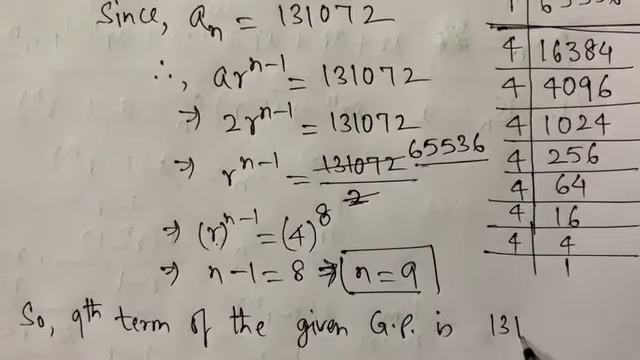 Since, aₙ = 131072
∴, arⁿ⁻¹ = 131072
⇒ 2rⁿ⁻¹ = 131072
⇒ rⁿ⁻¹ = 131072/2 65536
⇒ (r)ⁿ⁻¹ = (4)⁸
⇒ n-1 = 8 ⇒ n = 9
So, 9th term of the given G.P. is 131
4 | 16384
4 | 4096
4 | 1024
4 | 256
4 | 64
4 | 16
4 | 4
1